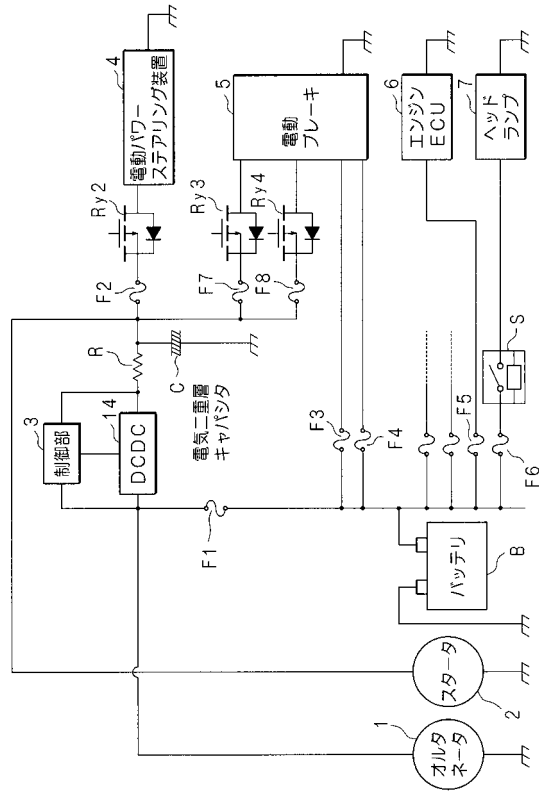 電動パワー
ステアリング装置
4
Ry2
F2
R
14
DCDC
3
制御部
C
電気二重層
キャパシタ
F1
5
電動
ブレーキ
Ry3
Ry4
F7
F8
F3
F4
6
エンジン
ECU
F5
7
ヘッド
ランプ
S
F6
バッテリ
B
スタータ
2
1
オルタ
ネータ